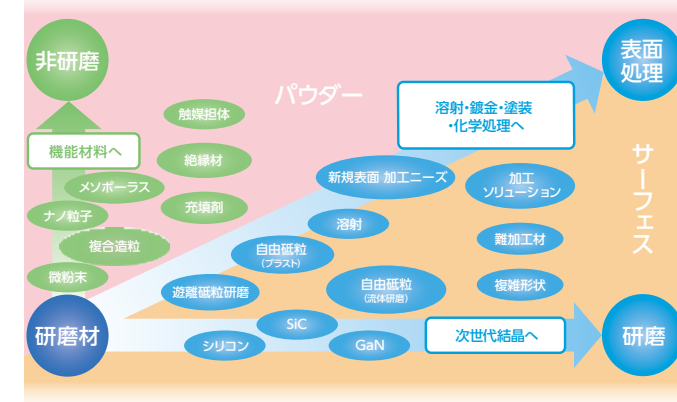 非研磨
表面
処理
パウダー
触媒担体
溶射・鍍金・塗装
・化学処理へ
機能材料へ
絶縁材
サーフェス
メソポーラス
新規表面 加工ニーズ
加工
ソリューション
ナノ粒子
充填剤
溶射
複合造粒
自由砥粒
(ブラスト)
難加工材
微粉末
遊離砥粒研磨
自由砥粒
(流体研磨)
複雑形状
研磨材
SiC
シリコン
GaN
次世代結晶へ
研磨